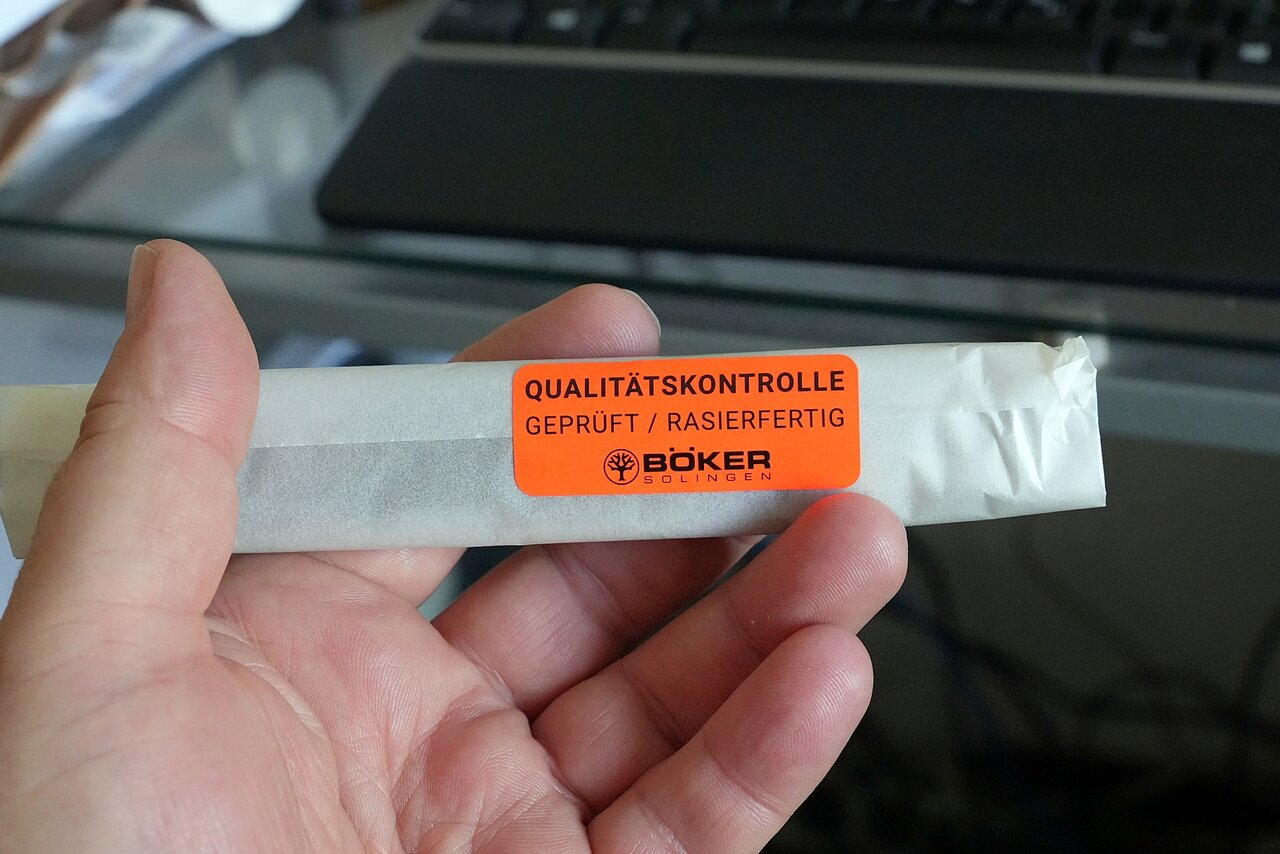 QUALITÄTSKONTROLLE
GEPRÜFT / RASIERFERTIG
BÖKER
SOLINGEN